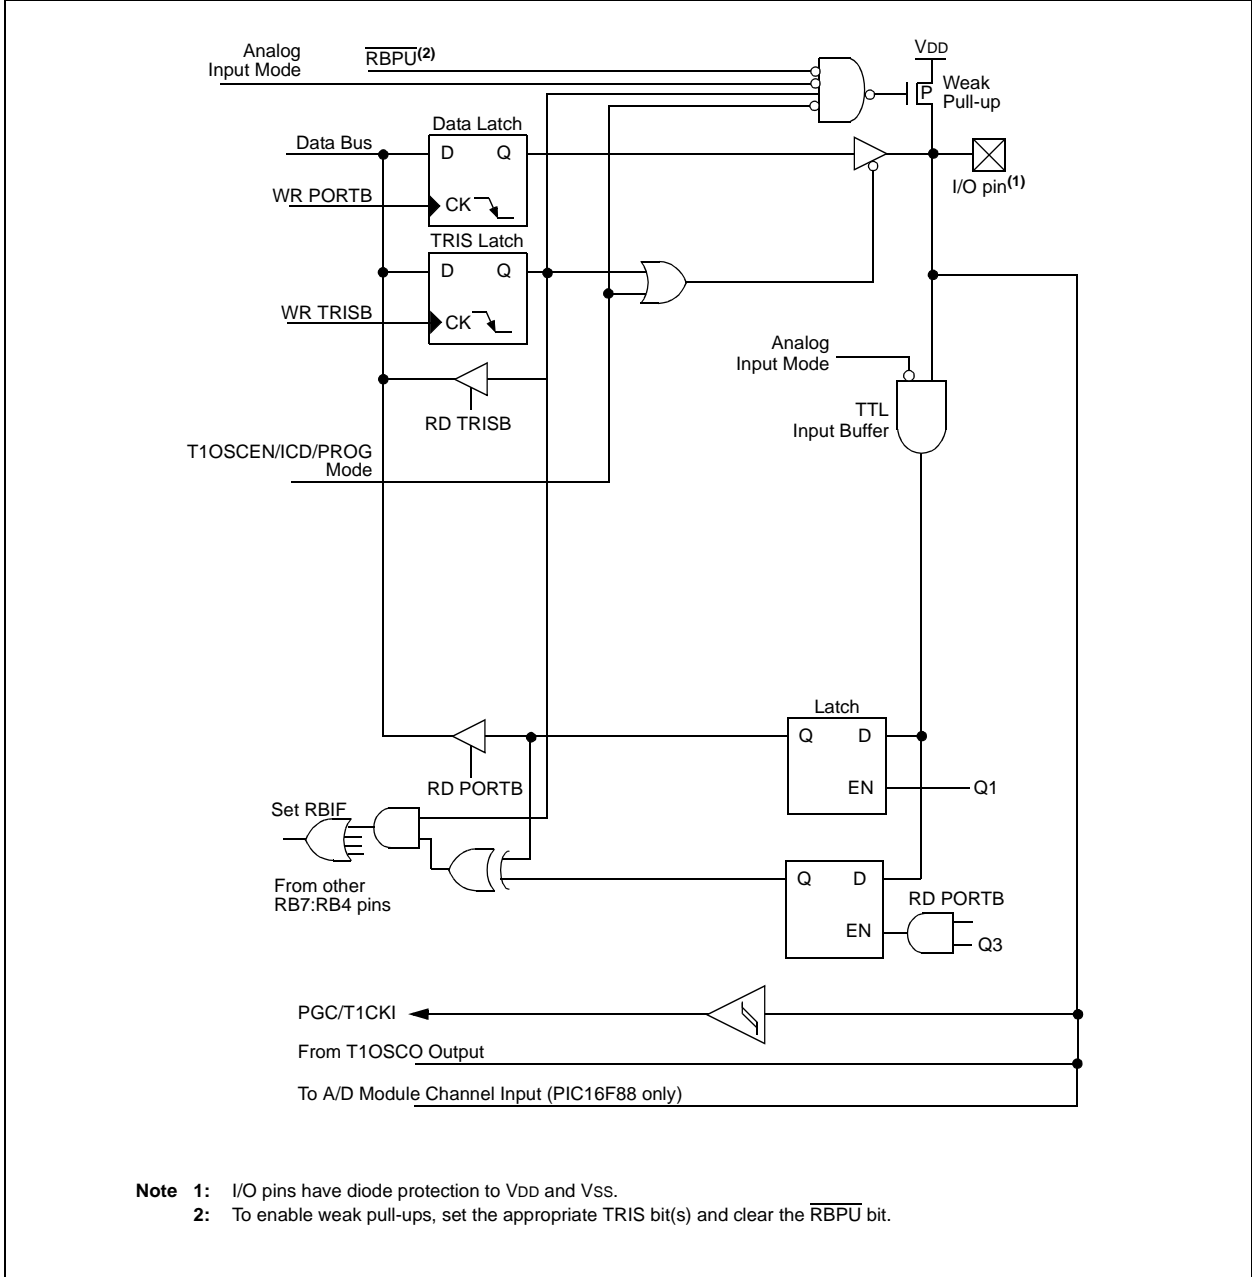 Analog
Input Mode
RBPU(2)
VDD
P
Weak
Pull-up
Data Latch
Data Bus
D Q
I/O pin(1)
WR PORTB
CK
TRIS Latch
D Q
WR TRISB
CK
Analog
Input Mode
RD TRISB
TTL
Input Buffer
T1OSCEN/ICD/PROG
Mode
Latch
Q D
RD PORTB
EN
Q1
Set RBIF
Q D
From other
RB7:RB4 pins
RD PORTB
EN
Q3
PGC/T1CKI
From T1OSCO Output
To A/D Module Channel Input (PIC16F88 only)
Note 1: I/O pins have diode protection to VDD and VSS.
2: To enable weak pull-ups, set the appropriate TRIS bit(s) and clear the RBPU bit.